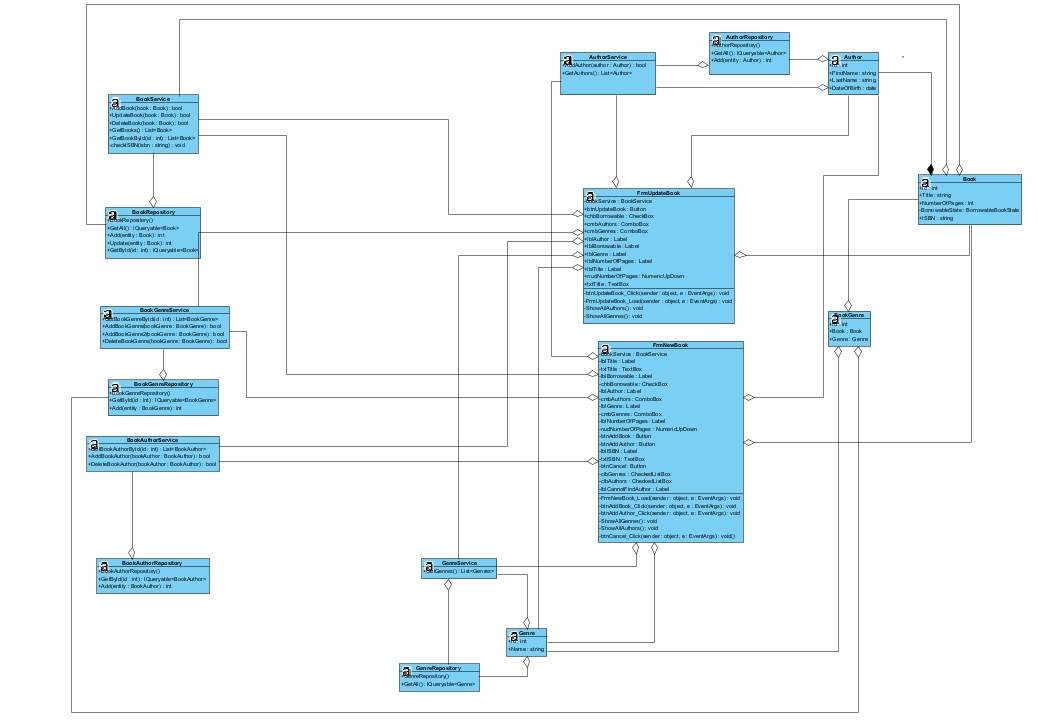 AuthorRepository
AuthorRepository()
+GetAll() : IQueryable<Author>
+Add(entity : Author) : int
AuthorService
+AddAuthor(author : Author) : bool
+GetAuthors() : List<Author>
Author
+Id : int
+FirstName : string
+LastName : string
+DateOfBirth : date
BookService
+AddBook(book : Book) : bool
+UpdateBook(book : Book) : bool
+DeleteBook(book : Book) : bool
+GetBooks() : List<Book>
+GetBookById(id : int) : List<Book>
-checkISBN(isbn : string) : void
Book
+Id : int
+Title : string
+NumberOfPages : int
-BorrowableState : BorrowableBookState
+ISBN : string
FrmUpdateBook
-bookService : BookService
+btnUpdateBook : Button
+chbBorrowable : CheckBox
+cmbAuthors : ComboBox
+cmbGenres : ComboBox
+lblAuthor : Label
+lblBorrowable : Label
+lblGenre : Label
+lblNumberOfPages : Label
+lblTitle : Label
+nudNumberOfPages : NumericUpDown
+txtTitle : TextBox
-btnUpdateBook_Click(sender : object, e : EventArgs) : void
-FrmUpdateBook_Load(sender : object, e : EventArgs) : void
-ShowAllAuthors() : void
-ShowAllGenres() : void
BookRepository
BookRepository()
+GetAll() : IQueryable<Book>
+Add(entity : Book) : int
+Update(entity : Book) : int
+GetById(id : int) : IQueryable<Book>
BookGenreService
+GetBookGenreById(id : int) : List<BookGenre>
+AddBookGenre(bookGenre : BookGenre) : bool
+AddBookGenre2(bookGenre : BookGenre) : bool
+DeleteBookGenre(bookGenre : BookGenre) : bool
BookGenre
+Id : int
+Book : Book
+Genre : Genre
FrmNewBook
-bookService : BookService
-lblTitle : Label
-txtTitle : TextBox
-lblBorrowable : Label
-chbBorrowable : CheckBox
-lblAuthor : Label
-cmbAuthors : ComboBox
-lblGenre : Label
-cmbGenres : ComboBox
-lblNumberOfPages : Label
-nudNumberOfPages : NumericUpDown
-btnAddBook : Button
-btnAddAuthor : Button
-lblISBN : Label
-txtISBN : TextBox
-btnCancel : Button
-clbGenres : CheckedListBox
-clbAuthors : CheckedListBox
-lblCannotFindAuthor : Label
-FrmNewBook_Load(sender : object, e : EventArgs) : void
-btnAddBook_Click(sender : object, e : EventArgs) : void
-btnAddAuthor_Click(sender : object, e : EventArgs) : void
-ShowAllGenres() : void
-ShowAllAuthors() : void
-btnCancel_Click(sender : object, e : EventArgs) : void()
BookGenreRepository
BookGenreRepository()
+GetById(id : int) : IQueryable<BookGenre>
+Add(entity : BookGenre) : int
BookAuthorService
+GetBookAuthorById(id : int) : List<BookAuthor>
+AddBookAuthor(bookAuthor : BookAuthor) : bool
+DeleteBookAuthor(bookAuthor : BookAuthor) : bool
BookAuthorRepository
BookAuthorRepository()
+GetById(id : int) : IQueryable<BookAuthor>
+Add(entity : BookAuthor) : int
GenreService
+GetGenres() : List<Genres>
Genre
+Id : int
+Name : string
GenreRepository
GenreRepository()
+GetAll() : IQueryable<Genre>